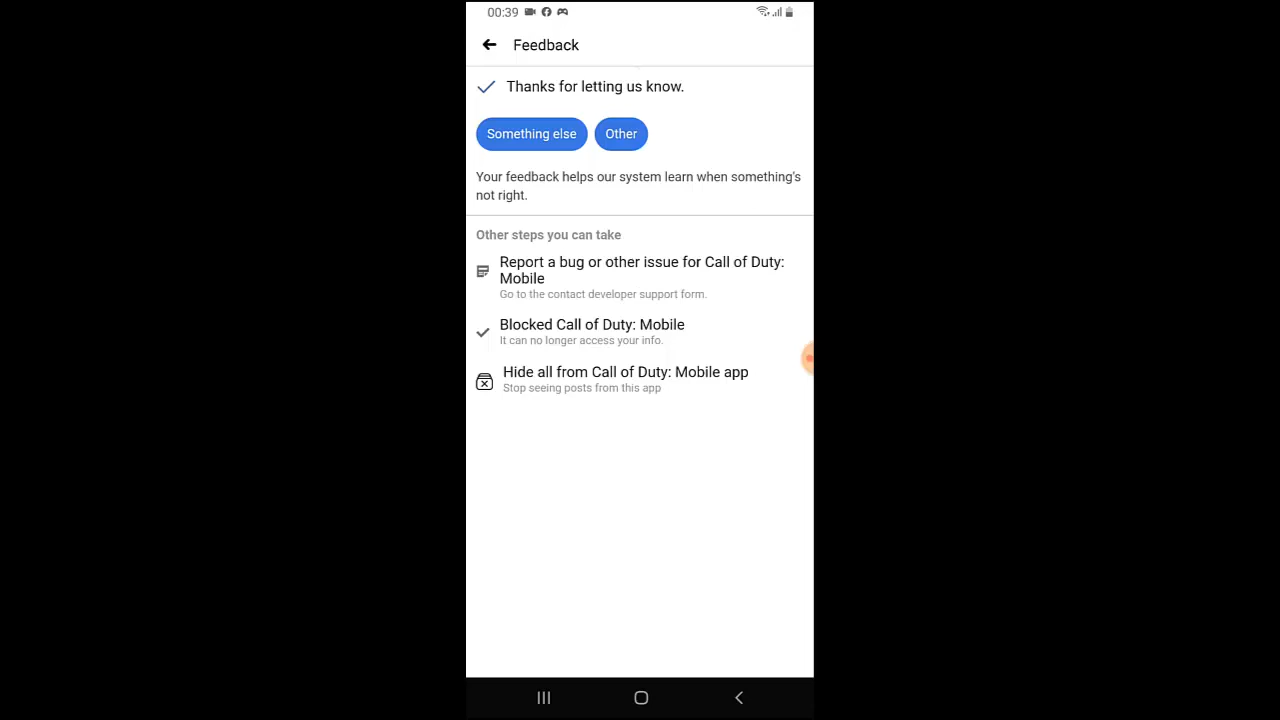 00:39
Feedback
Thanks for letting us know.
Something else
Other
Your feedback helps our system learn when something's
not right.
Other steps you can take
Report a bug or other issue for Call of Duty:
Mobile
Go to the contact developer support form.
Blocked Call of Duty: Mobile
It can no longer access your info.
Hide all from Call of Duty: Mobile app
Stop seeing posts from this app